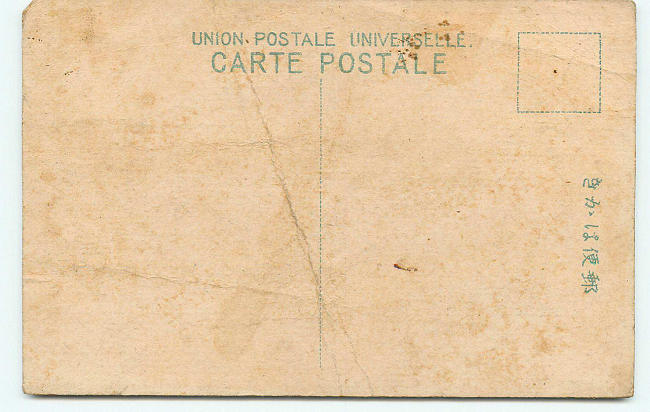 UNION POSTALE UNIVERSELLE.
CARTE POSTALE
郵便はかき